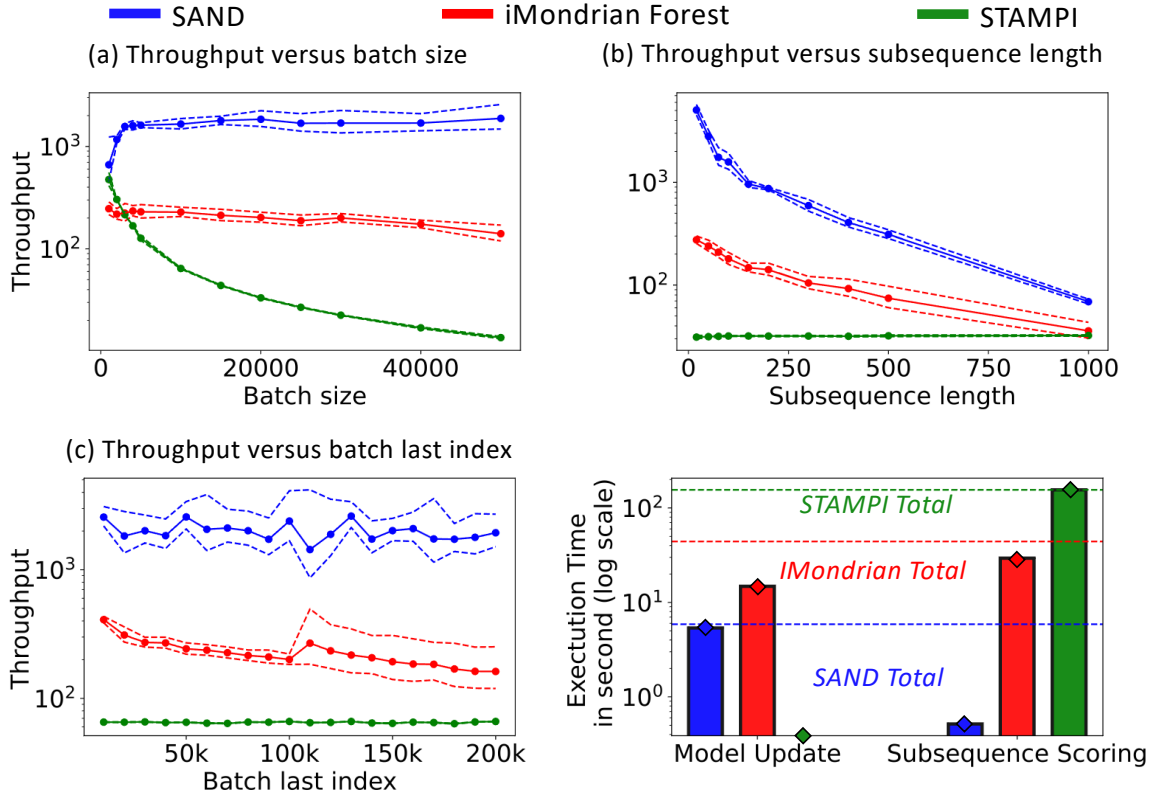 SAND iMondrian Forest STAMPI
(a) Throughput versus batch size
(b) Throughput versus subsequence length
Throughput
10³
10²
0 20000 40000
Batch size
10³
10²
0 250 500 750 1000
Subsequence length
(c) Throughput versus batch last index
Throughput
10³
10²
50k 100k 150k 200k
Batch last index
Exectution Time
in second (log scale)
10²
10¹
10⁰
STAMPI Total
IMondrian Total
SAND Total
Model Update Subsequence Scoring